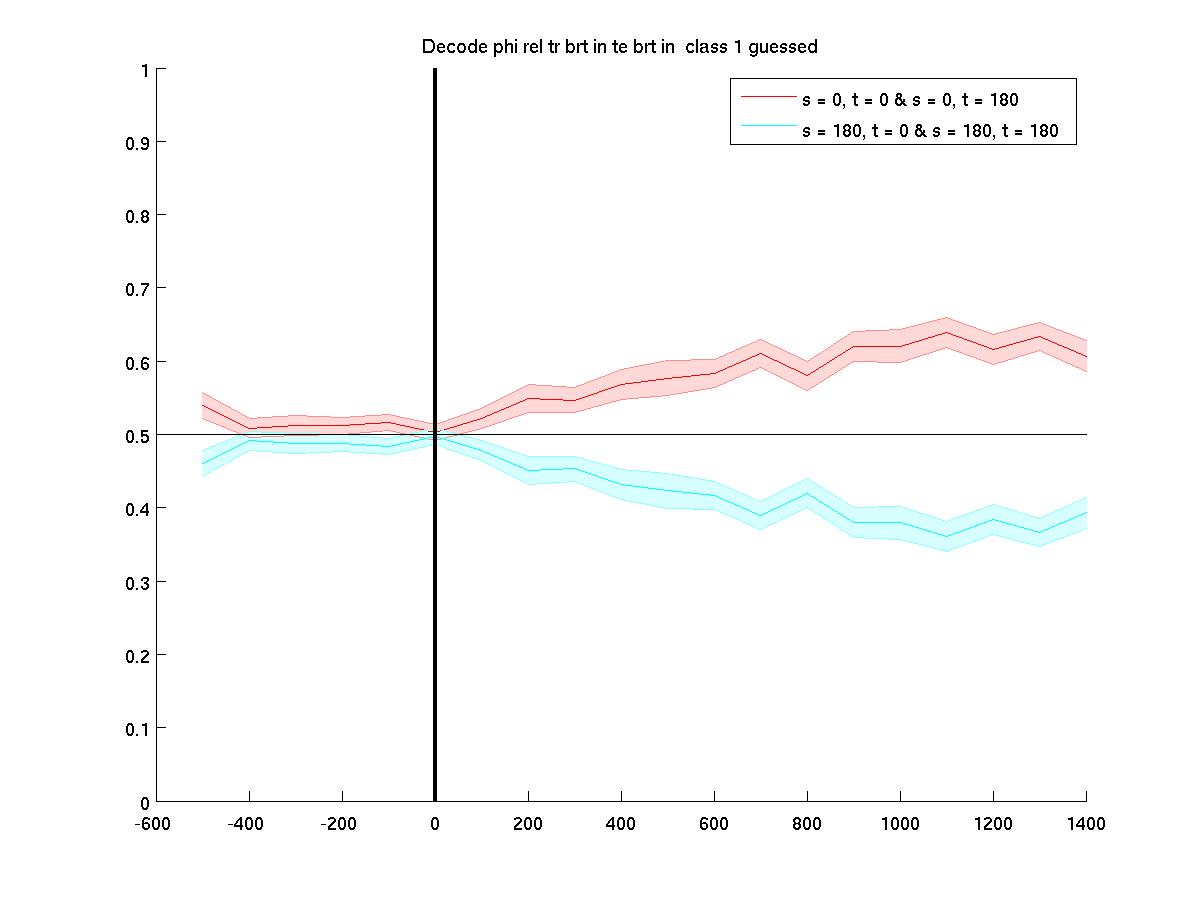 Decode phi rel tr brt in te brt in  class 1 guessed
s = 0, t = 0 & s = 0, t = 180
s = 180, t = 0 & s = 180, t = 180
1
0.9
0.8
0.7
0.6
0.5
0.4
0.3
0.2
0.1
0
-600 -400 -200 0 200 400 600 800 1000 1200 1400